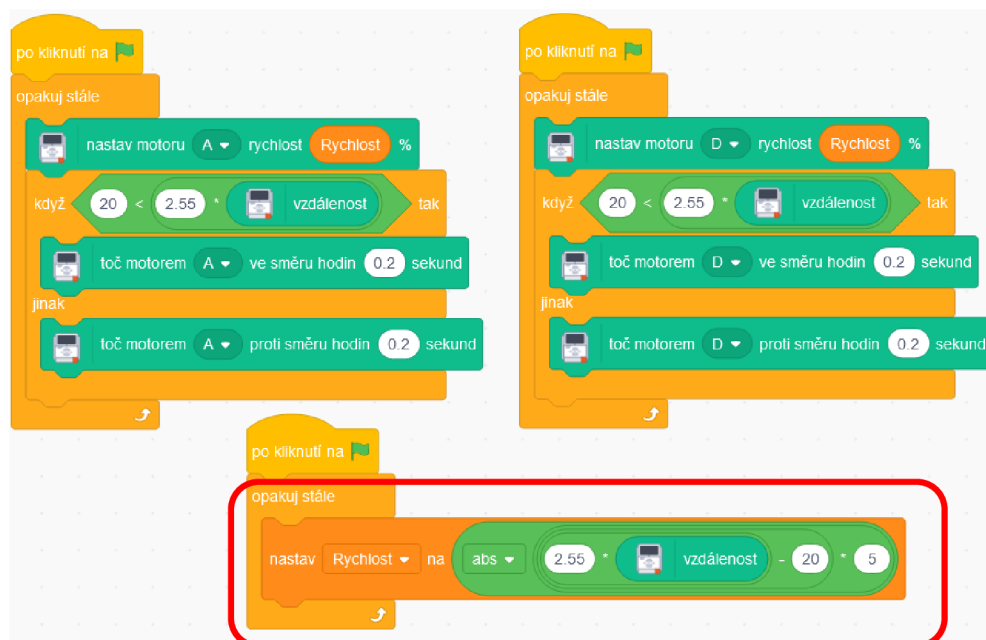 po kliknutí na
opakuj stále
nastav motoru A rychlost Rychlost %
když 20 < 2.55 * vzdálenost tak
toč motorem A ve směru hodin 0.2 sekund
jinak
toč motorem A proti směru hodin 0.2 sekund
po kliknutí na
opakuj stále
nastav motoru D rychlost Rychlost %
když 20 < 2.55 * vzdálenost tak
toč motorem D ve směru hodin 0.2 sekund
jinak
toč motorem D proti směru hodin 0.2 sekund
po kliknutí na
opakuj stále
nastav Rychlost na abs 2.55 * vzdálenost - 20 * 5